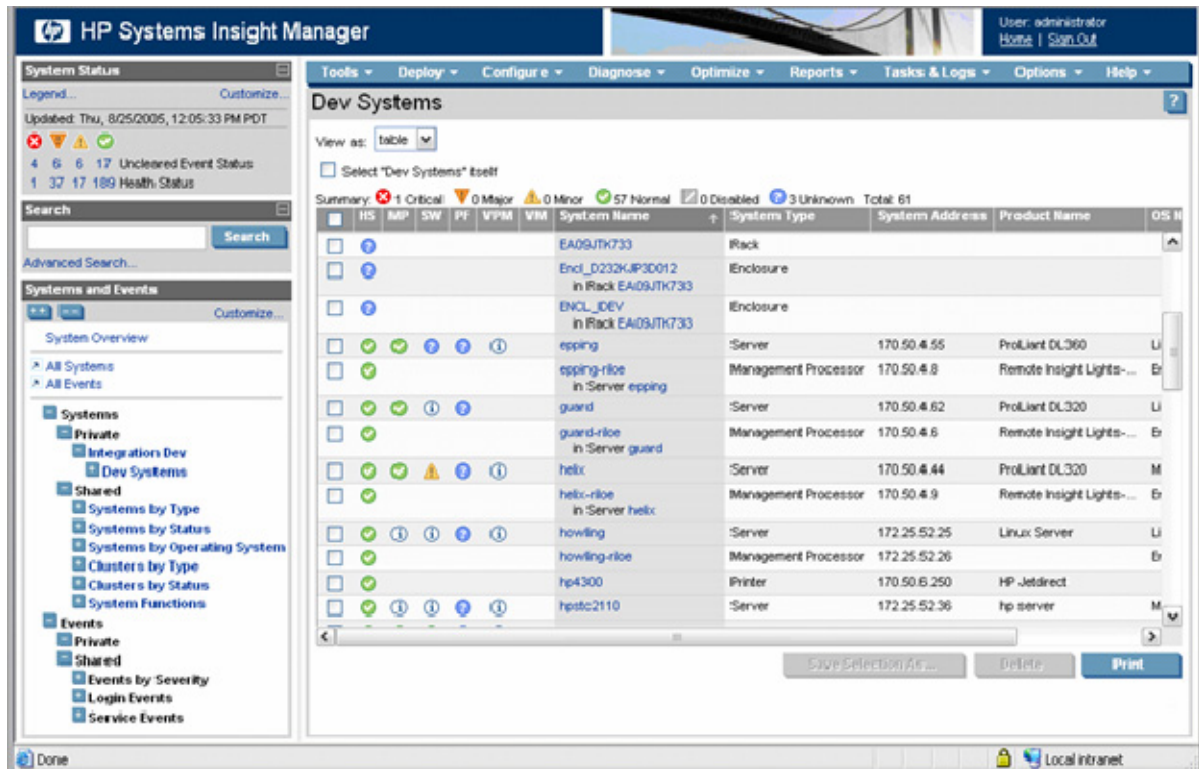 hp HP Systems Insight Manager
User: administrator
Home | Sign Out
System Status
Legend... Customize...
Updated: Thu, 8/25/2005, 12:05:33 PM PDT
4 6 6 17 Uncleared Event Status
1 37 17 189 Health Status
Search
Search
Advanced Search...
Systems and Events
Customize...
System Overview
All Systems
All Events
Systems
Private
Integration Dev
Dev Systems
Shared
Systems by Type
Systems by Status
Systems by Operating System
Clusters by Type
Clusters by Status
System Functions
Events
Private
Shared
Events by Severity
Login Events
Service Events
Tools Deploy Configure Diagnose Optimize Reports Tasks & Logs Options Help
Dev Systems ?
View as: table
Select "Dev Systems" itself
Summary: 1 Critical 0 Major 0 Minor 57 Normal 0 Disabled 3 Unknown Total: 61
HS MP SW PF VPM VM System Name System Type System Address Product Name OS N
EA09JTK733 Rack
Encl_D232KJP3D012 Enclosure
in Rack EA09JTK733
ENCL_IDEV Enclosure
in Rack EA09JTK733
epping Server 170.50.4.55 ProLiant DL360 Li
epping-riloe Management Processor 170.50.4.8 Remote Insight Lights-... Er
in Server epping
guard Server 170.50.4.62 ProLiant DL320 Li
guard-riloe Management Processor 170.50.4.6 Remote Insight Lights-... Er
in Server guard
helix Server 170.50.4.44 ProLiant DL320 M
helix-riloe Management Processor 170.50.4.9 Remote Insight Lights-... Er
in Server helix
howling Server 172.25.52.25 Linux Server Li
howling-riloe Management Processor 172.25.52.26 Er
hp4300 Printer 170.50.6.250 HP Jetdirect
hpstc2110 Server 172.25.52.36 hp server M
Save Selection As... Delete Print
Done Local intranet